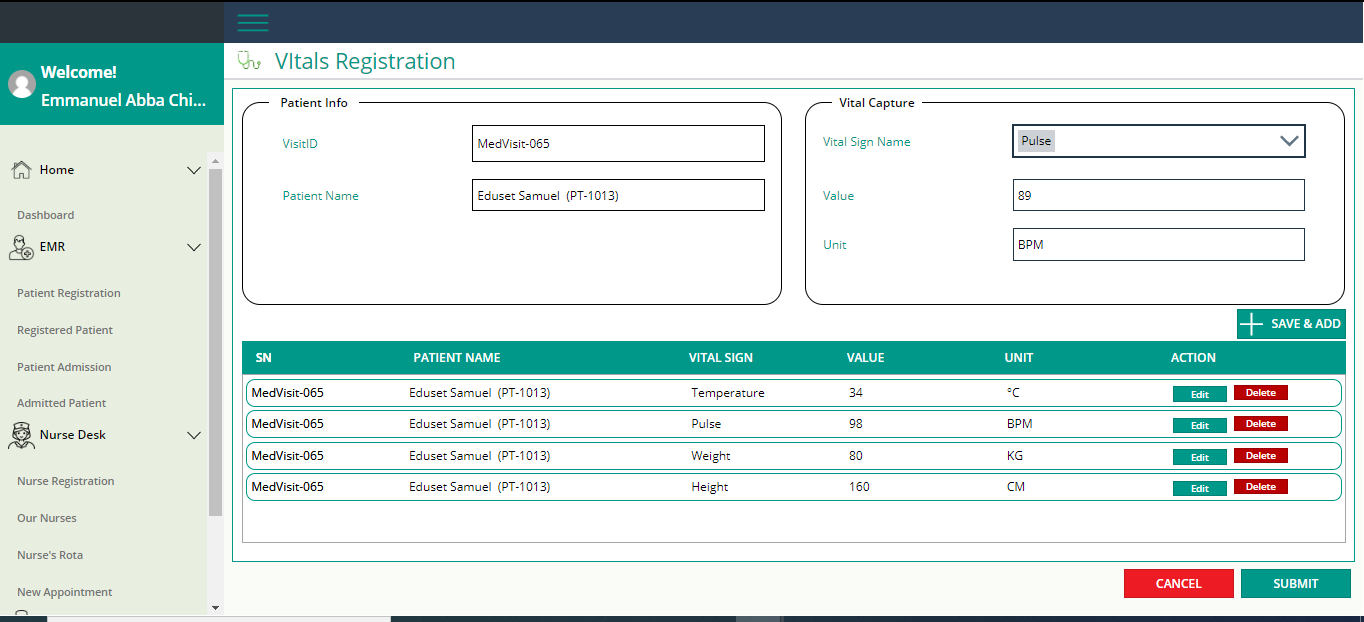 Welcome!
Emmanuel Abba Chi...
Home
Dashboard
EMR
Patient Registration
Registered Patient
Patient Admission
Admitted Patient
Nurse Desk
Nurse Registration
Our Nurses
Nurse's Rota
New Appointment
VItals Registration
Patient Info
VisitID
MedVisit-065
Patient Name
Eduset Samuel (PT-1013)
Vital Capture
Vital Sign Name
Pulse
Value
89
Unit
BPM
SAVE & ADD
SN PATIENT NAME VITAL SIGN VALUE UNIT ACTION
MedVisit-065 Eduset Samuel (PT-1013) Temperature 34 °C Edit Delete
MedVisit-065 Eduset Samuel (PT-1013) Pulse 98 BPM Edit Delete
MedVisit-065 Eduset Samuel (PT-1013) Weight 80 KG Edit Delete
MedVisit-065 Eduset Samuel (PT-1013) Height 160 CM Edit Delete
CANCEL SUBMIT